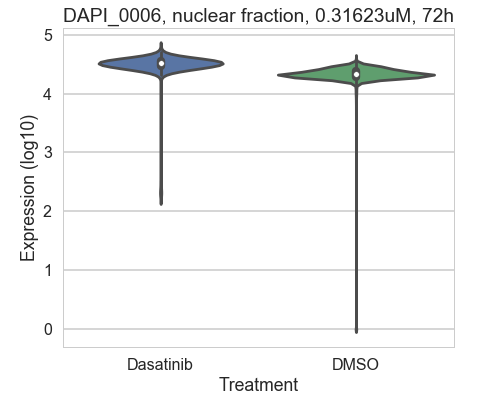 DAPI_0006, nuclear fraction, 0.31623uM, 72h
5
4
3
2
1
0
Expression (log10)
Dasatinib DMSO
Treatment